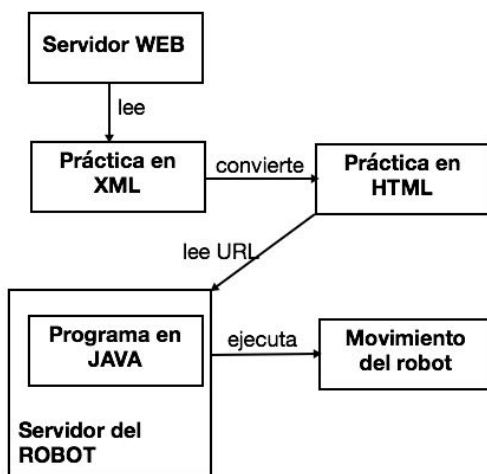 Servidor WEB
lee
Práctica en
XML
convierte
Práctica en
HTML
lee URL
Programa en
JAVA
ejecuta
Movimiento
del robot
Servidor del
ROBOT